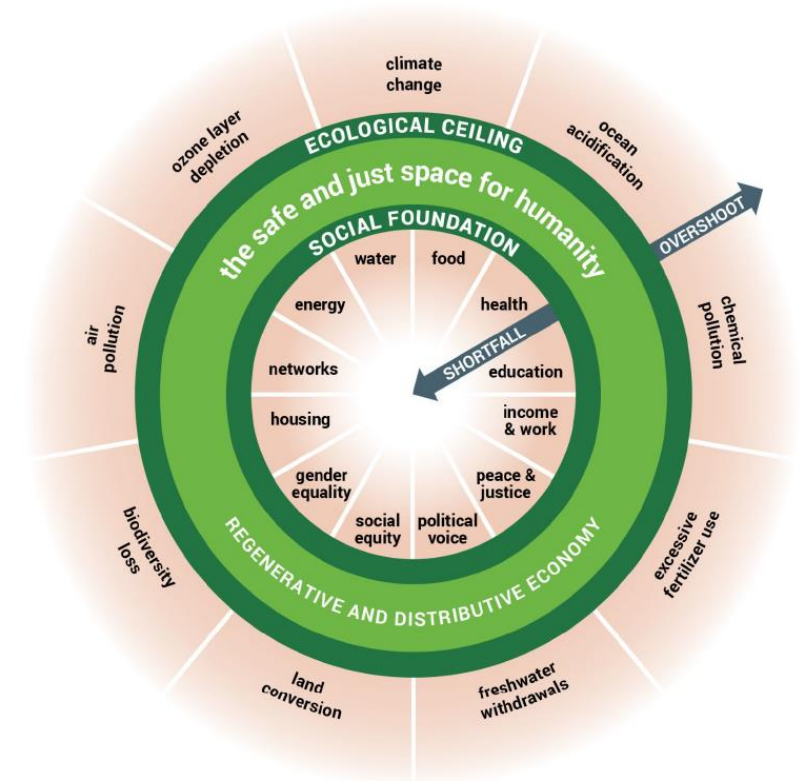 climate
change
ozone layer
depletion
ocean
acidification
ECOLOGICAL CEILING
the safe and just space for humanity
SOCIAL FOUNDATION
OVERSHOOT
water
food
energy
health
air
pollution
chemical
pollution
SHORTFALL
networks
education
housing
income
& work
gender
equality
peace &
justice
social
equity
political
voice
biodiversity
loss
excessive
fertilizer use
REGENERATIVE AND DISTRIBUTIVE ECONOMY
land
conversion
freshwater
withdrawals